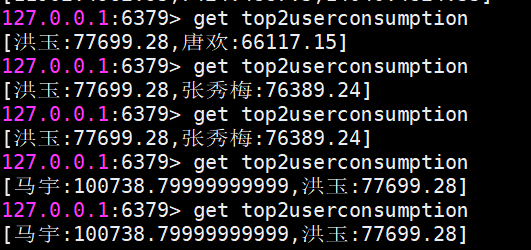 127.0.0.1:6379> get top2userconsumption
[洪玉:77699.28,唐欢:66117.15]
127.0.0.1:6379> get top2userconsumption
[洪玉:77699.28,张秀梅:76389.24]
127.0.0.1:6379> get top2userconsumption
[洪玉:77699.28,张秀梅:76389.24]
127.0.0.1:6379> get top2userconsumption
[马宇:100738.79999999999,洪玉:77699.28]
127.0.0.1:6379> get top2userconsumption
[马宇:100738.79999999999,洪玉:77699.28]